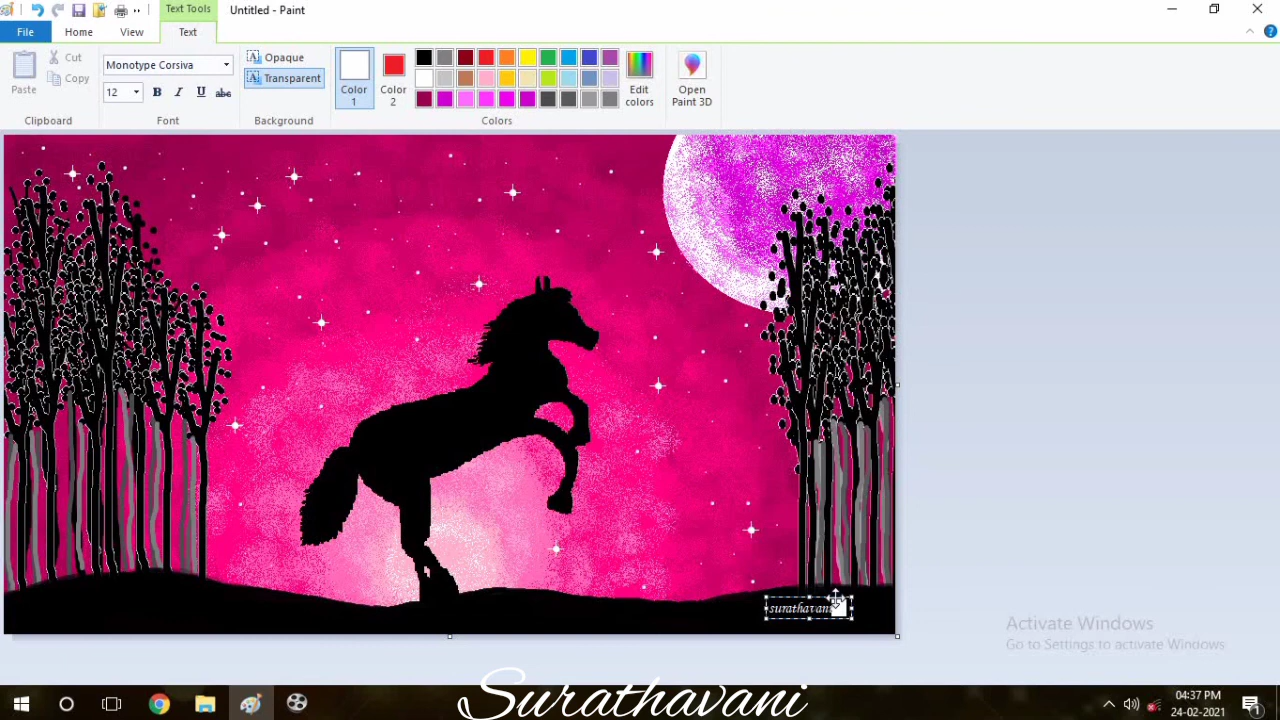 Text Tools
Untitled - Paint
File
Home
View
Text
Paste
Cut
Copy
Clipboard
Monotype Corsiva
12
B
I
U
abc
Font
Opaque
Transparent
Background
Color
1
Color
2
Edit
colors
Colors
Open
Paint 3D
surathavani
Activate Windows
Go to Settings to activate Windows.
Surathavani
04:37 PM
24-02-2021
1